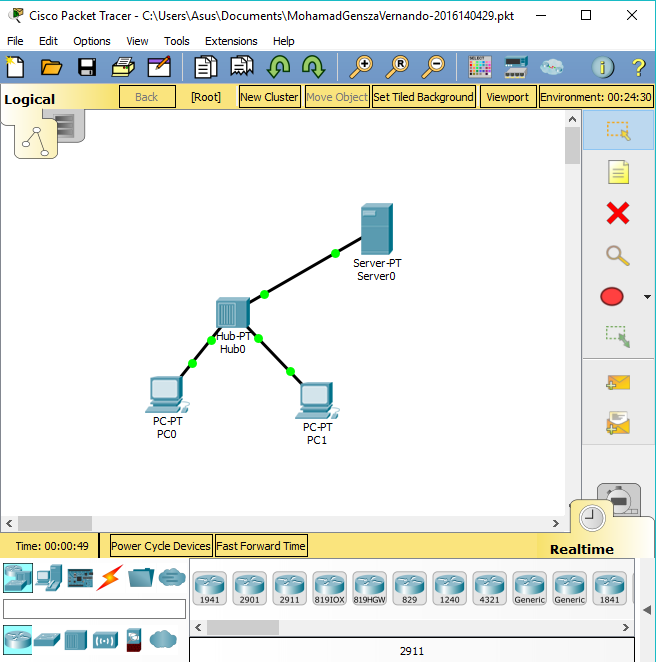 Cisco Packet Tracer - C:\Users\Asus\Documents\MohamadGenszaVernando-2016140429.pkt
File Edit Options View Tools Extensions Help
Logical Back [Root] New Cluster Move Object Set Tiled Background Viewport Environment: 00:24:30
Server-PT
Server0
Hub-PT
Hub0
PC-PT
PC0
PC-PT
PC1
Time: 00:00:49 Power Cycle Devices Fast Forward Time Realtime
1941 2901 2911 819IOX 819HGW 829 1240 4321 Generic Generic 1841
2911